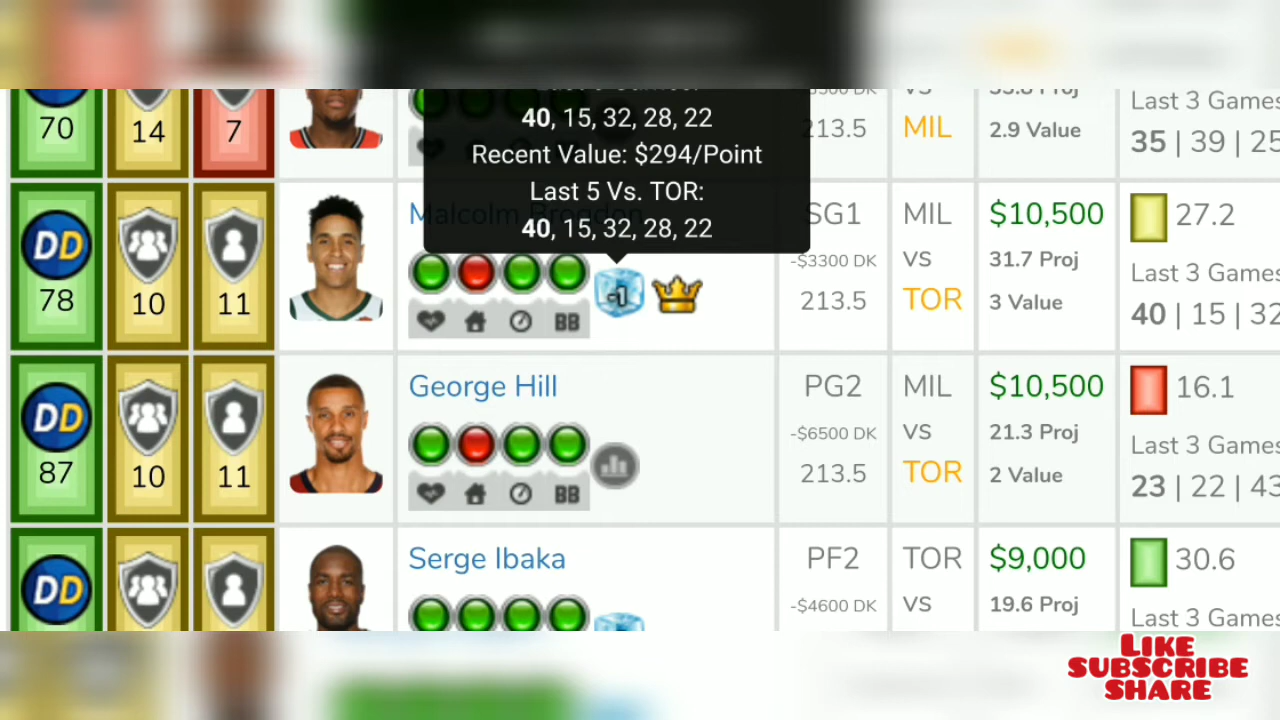 70
14
7
40, 15, 32, 28, 22
Recent Value: $294/Point
Last 5 Vs. TOR:
40, 15, 32, 28, 22
213.5
MIL
2.9 Value
Last 3 Games
35 | 39 | 25
DD
78
10
11
Malcolm Brogdon
-1
BB
SG1
-$3300 DK
213.5
MIL
VS
TOR
$10,500
31.7 Proj
3 Value
27.2
Last 3 Games
40 | 15 | 32
DD
87
10
11
George Hill
BB
PG2
-$6500 DK
213.5
MIL
VS
TOR
$10,500
21.3 Proj
2 Value
16.1
Last 3 Games
23 | 22 | 43
DD
Serge Ibaka
PF2
-$4600 DK
TOR
VS
$9,000
19.6 Proj
30.6
Last 3 Games
LIKE
SUBSCRIBE
SHARE